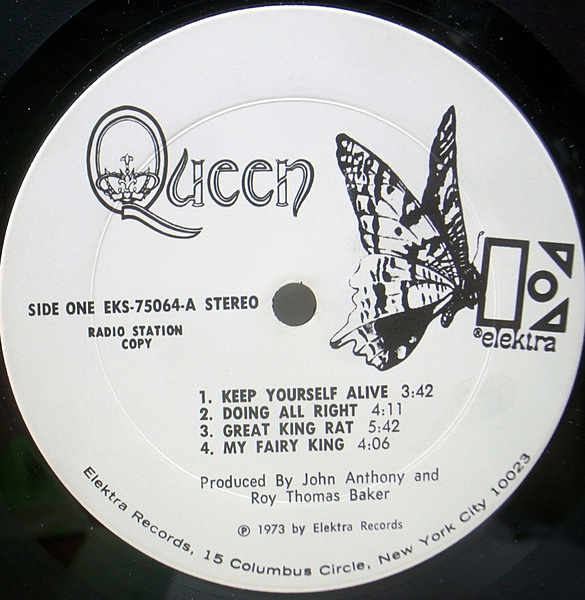 Queen
SIDE ONE EKS-75064-A STEREO
RADIO STATION
COPY
®elektra
1. KEEP YOURSELF ALIVE 3:42
2. DOING ALL RIGHT 4:11
3. GREAT KING RAT 5:42
4. MY FAIRY KING 4:06
Produced By John Anthony and
Roy Thomas Baker
℗ 1973 by Elektra Records
Elektra Records, 15 Columbus Circle, New York City 10023